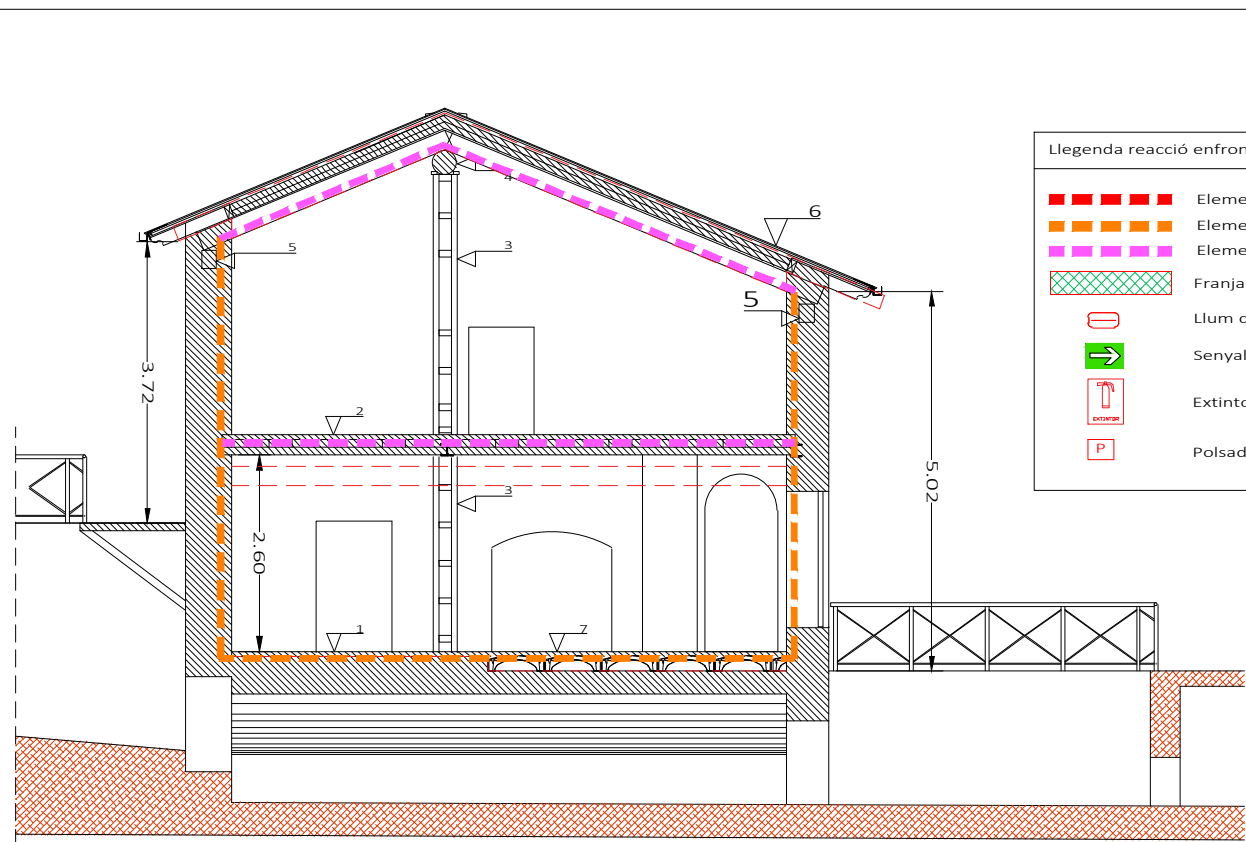 Llegenda reacció enfron
Eleme
Eleme
Eleme
Franja
Llum d
Senyal
EXTINTOR
Extinto
P
Polsad
4
6
3
5
5
3.72
2
5.02
3
2.60
1
7